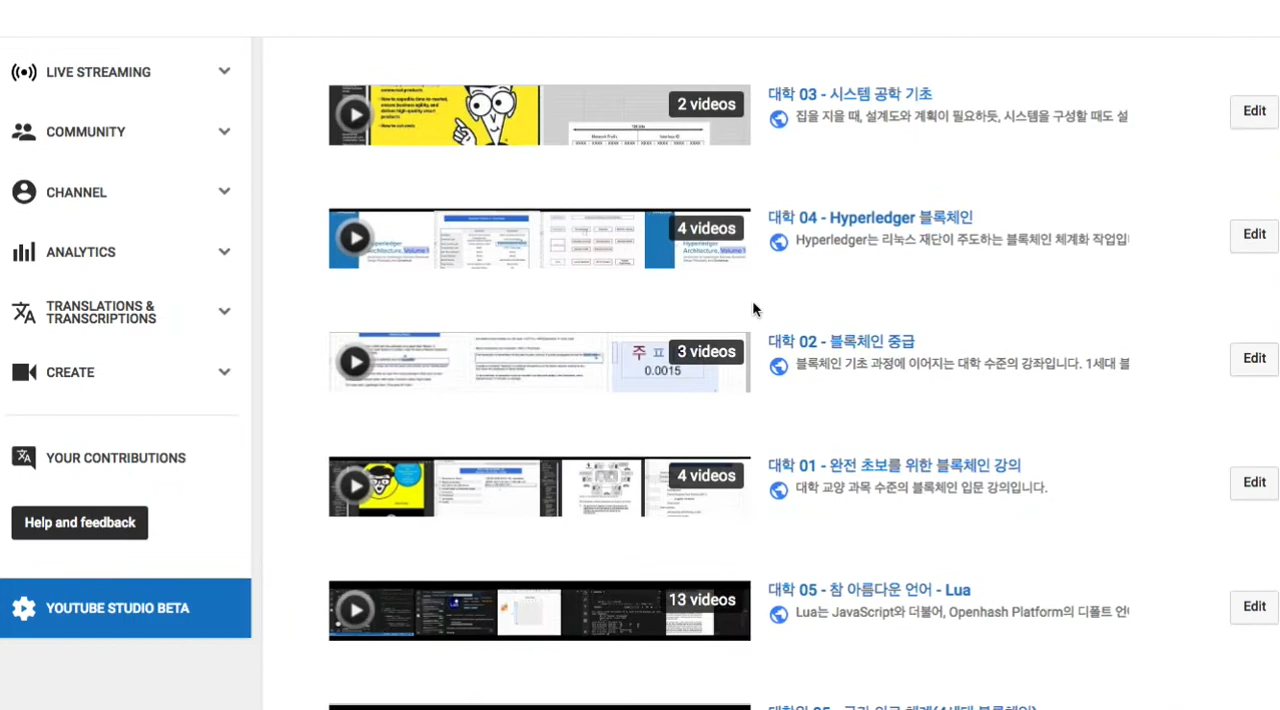 LIVE STREAMING
COMMUNITY
CHANNEL
ANALYTICS
TRANSLATIONS &
TRANSCRIPTIONS
CREATE
YOUR CONTRIBUTIONS
Help and feedback
YOUTUBE STUDIO BETA
2 videos
대학 03 - 시스템 공학 기초
집을 지을 때, 설계도와 계획이 필요하듯, 시스템을 구성할 때도 설
Edit
4 videos
대학 04 - Hyperledger 블록체인
Hyperledger는 리눅스 재단이 주도하는 블록체인 체계화 작업입
Edit
Hyperledger
Architecture, Volume 1
주 프
0.0015
3 videos
대학 02 - 블록체인 중급
블록체인 기초 과정에 이어지는 대학 수준의 강좌입니다. 1세대 블
Edit
4 videos
대학 01 - 완전 초보를 위한 블록체인 강의
대학 교양 과목 수준의 블록체인 입문 강의입니다.
Edit
13 videos
대학 05 - 참 아름다운 언어 - Lua
Lua는 JavaScript와 더불어, Openhash Platform의 디폴트 언
Edit